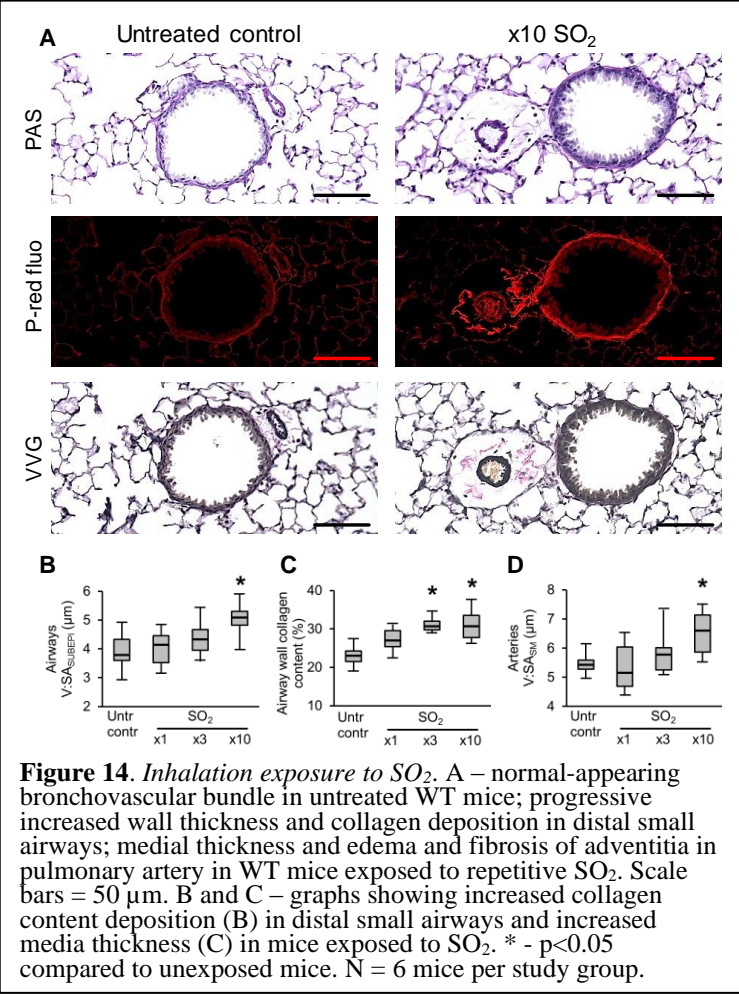 A
Untreated control
x10 SO₂
PAS
P-red fluo
VVG
B
Airways
V:SA_SUBEPI (µm)
6
5
4
3
2
Untr
contr
SO₂
x1
x3
x10
*
C
Airway wall collagen
content (%)
40
30
20
10
Untr
contr
SO₂
x1
x3
x10
*
*
D
Arteries
V:SA_SM (µm)
8
7
6
5
4
Untr
contr
SO₂
x1
x3
x10
*
Figure 14. Inhalation exposure to SO₂. A – normal-appearing
bronchovascular bundle in untreated WT mice; progressive
increased wall thickness and collagen deposition in distal small
airways; medial thickness and edema and fibrosis of adventitia in
pulmonary artery in WT mice exposed to repetitive SO₂. Scale
bars = 50 µm. B and C – graphs showing increased collagen
content deposition (B) in distal small airways and increased
media thickness (C) in mice exposed to SO₂. * - p<0.05
compared to unexposed mice. N = 6 mice per study group.